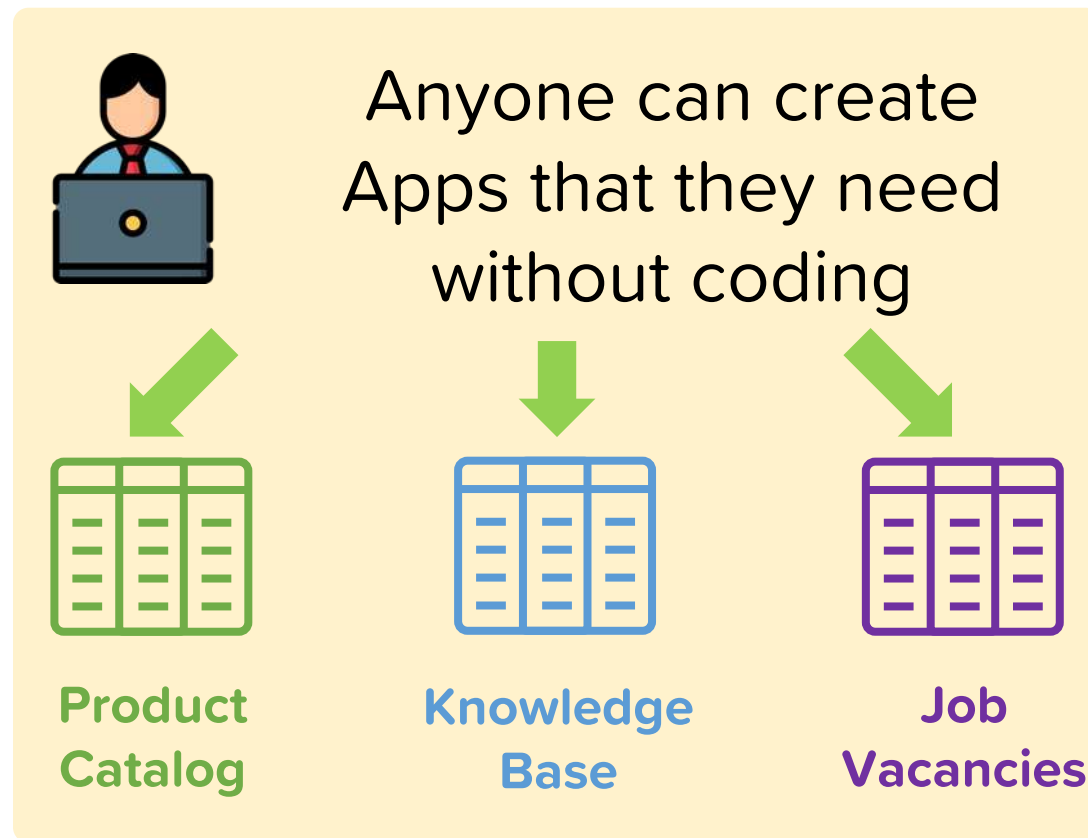 Anyone can create
Apps that they need
without coding
Product
Catalog
Knowledge
Base
Job
Vacancies